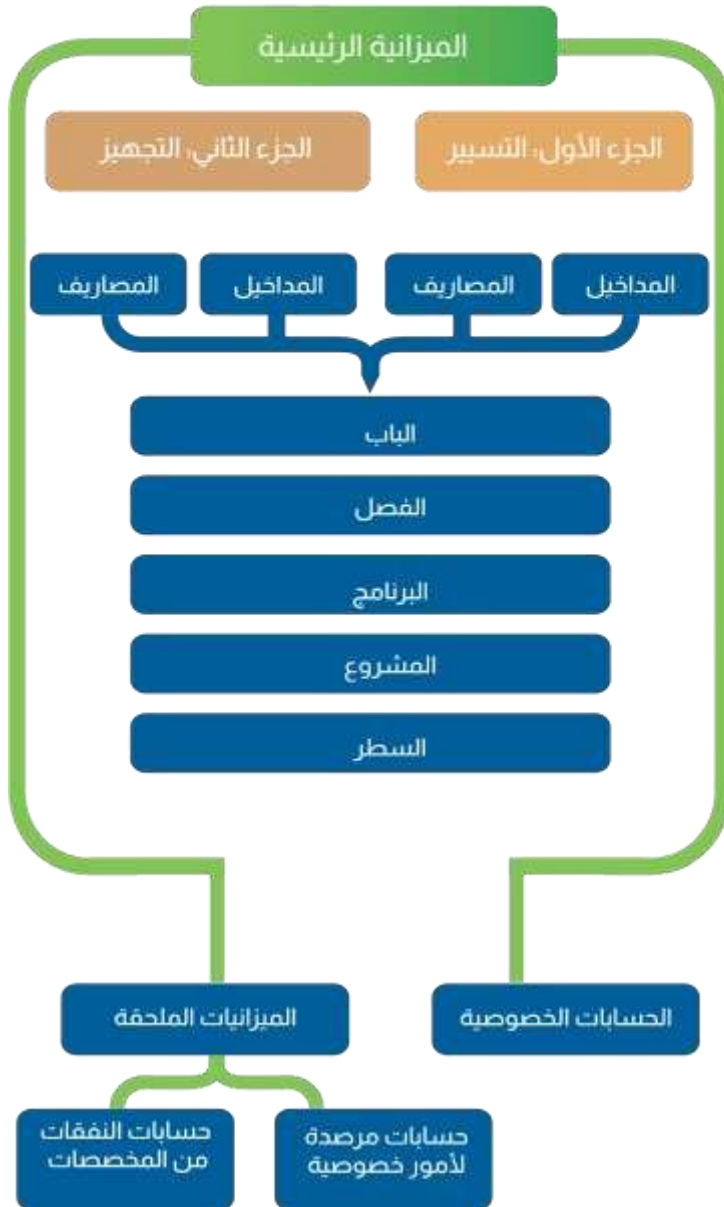 الميزانية الرئيسية
الجزء الأول، التسيير
الجزء الثاني، التجهيز
المداخيل
المصاريف
المداخيل
المصاريف
الباب
الفصل
البرنامج
المشروع
السطر
الحسابات الخصوصية
الميزانيات الملحقة
حسابات مرصدة
لأمور خصوصية
حسابات النفقات
من المخصصات